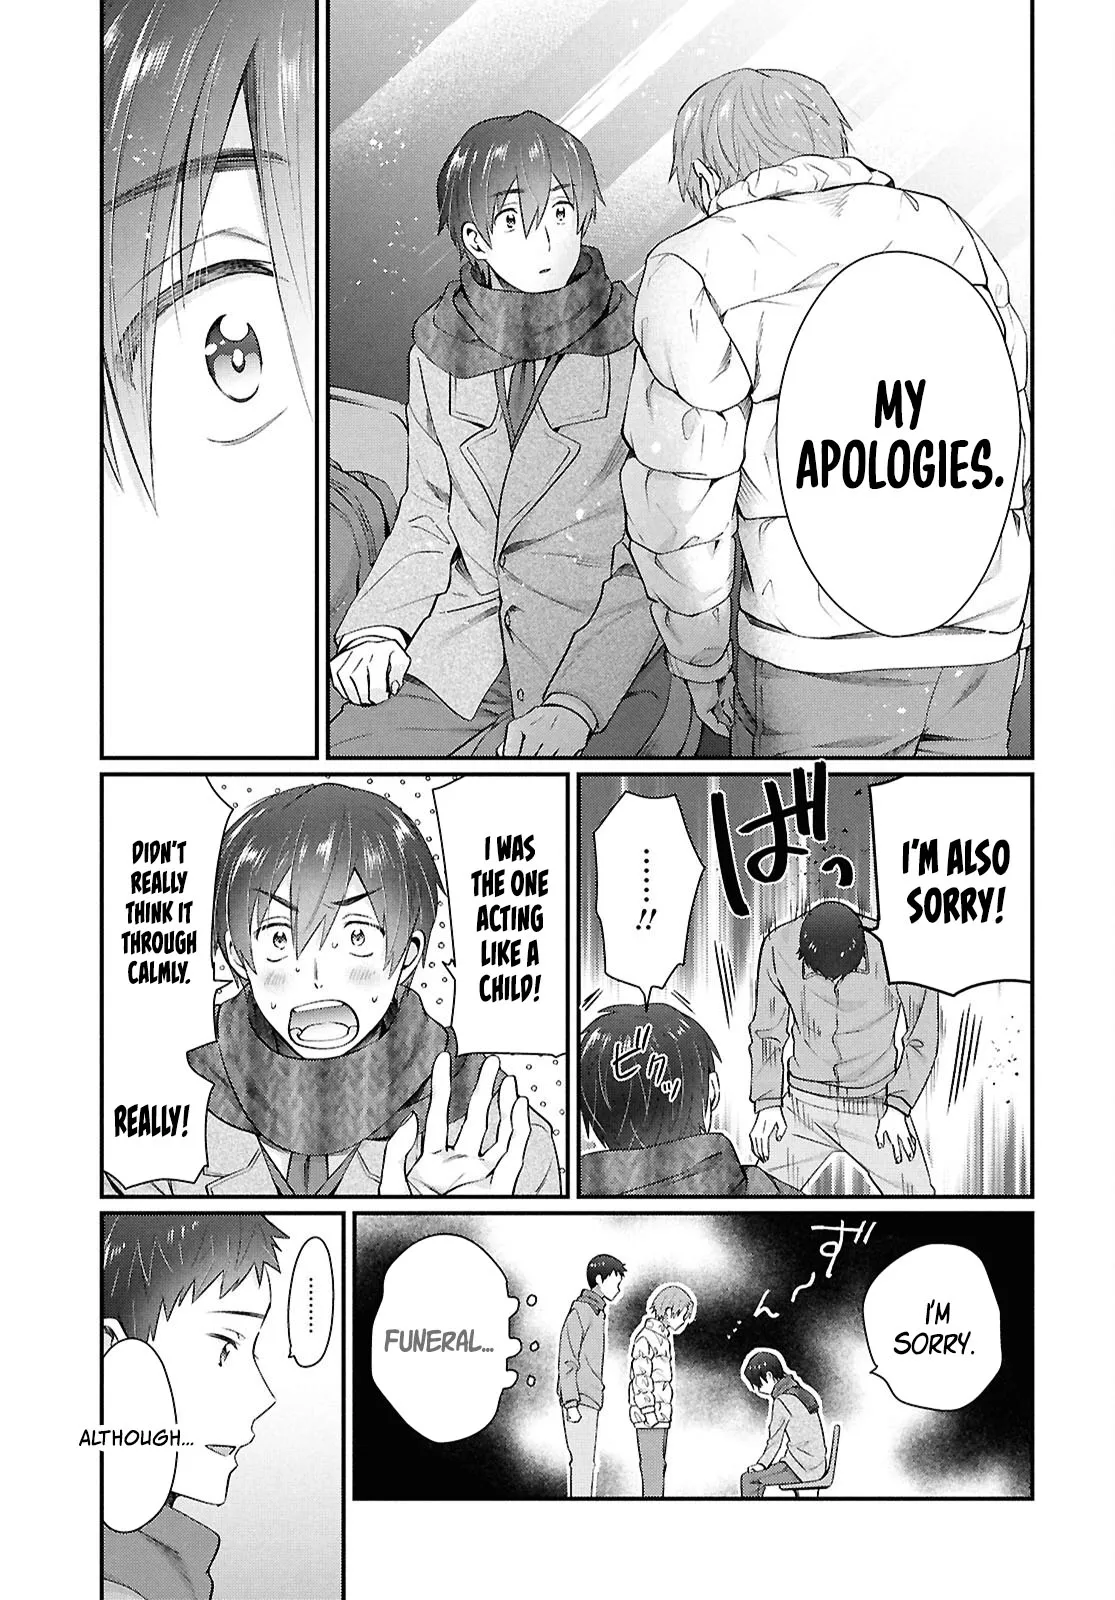 MY
APOLOGIES.
I'M ALSO
SORRY!
ばっ
……!!
ビクッ
I WAS
THE ONE
ACTING
LIKE A
CHILD!
DIDN'T
REALLY
THINK IT
THROUGH
CALMLY.
REALLY!
I'M
SORRY.
ず〜ん
FUNERAL...
………
ALTHOUGH...